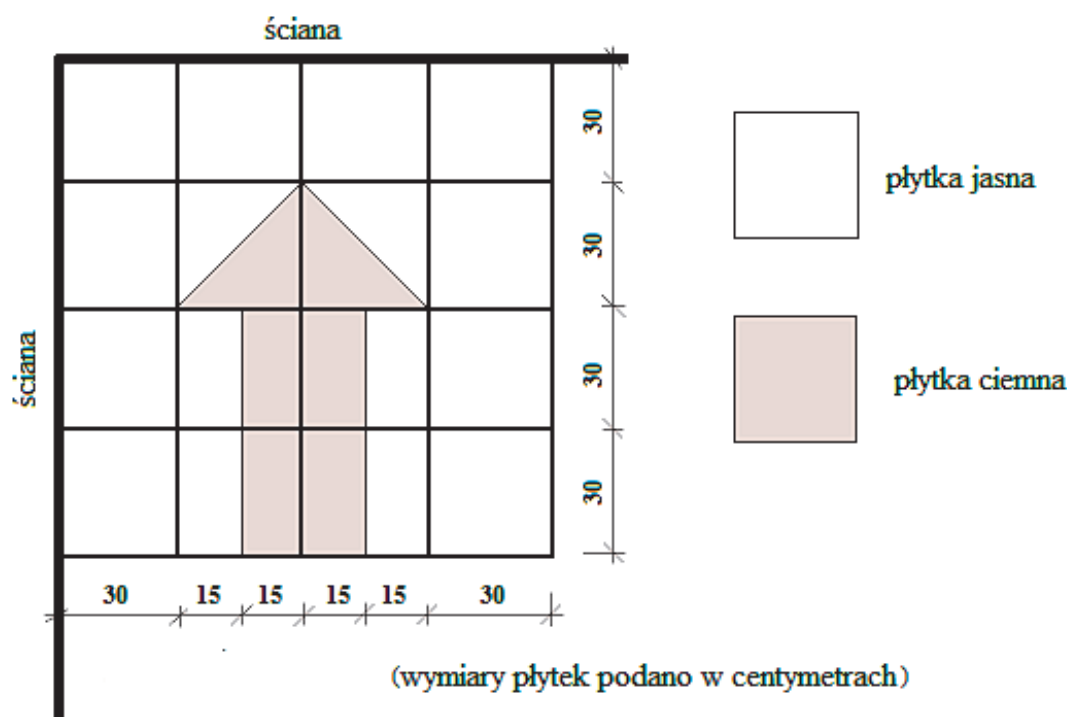 ściana
30
płytka jasna
30
ściana
30
płytka ciemna
30
30 15 15 15 15 30
(wymiary płytek podano w centymetrach)